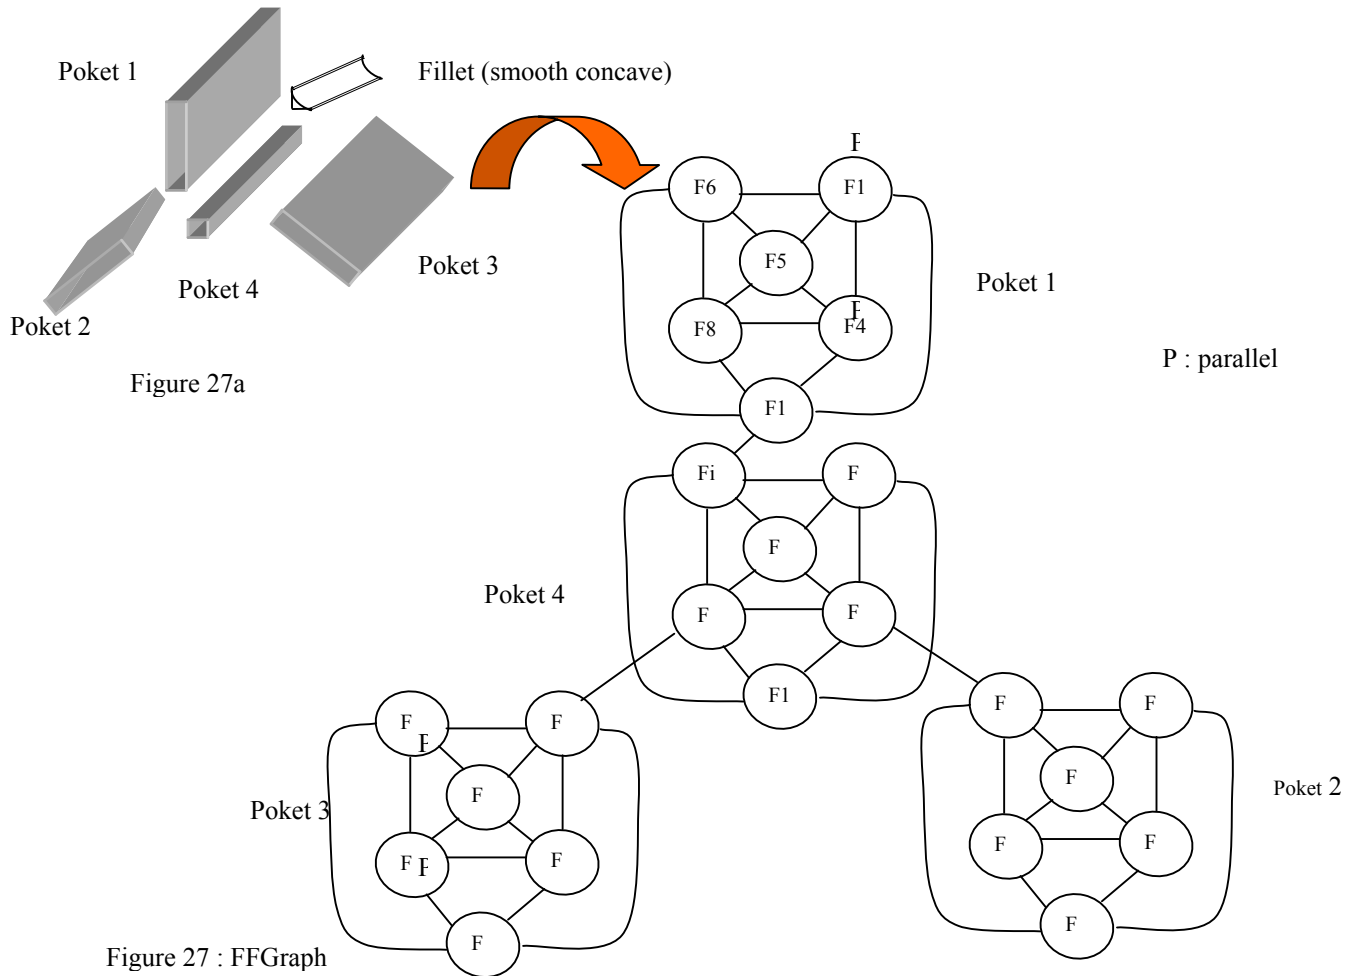 Poket 1
Fillet (smooth concave)
Poket 3
Poket 4
Poket 2
Figure 27a
F6
F1
F5
Poket 1
F8
F4
P : parallel
F1
Fi
F
F
Poket 4
F
F
F1
F
F
F
F
F
F
Poket 3
F
F
F
Poket 2
F
F
F
Figure 27 : FFGraph